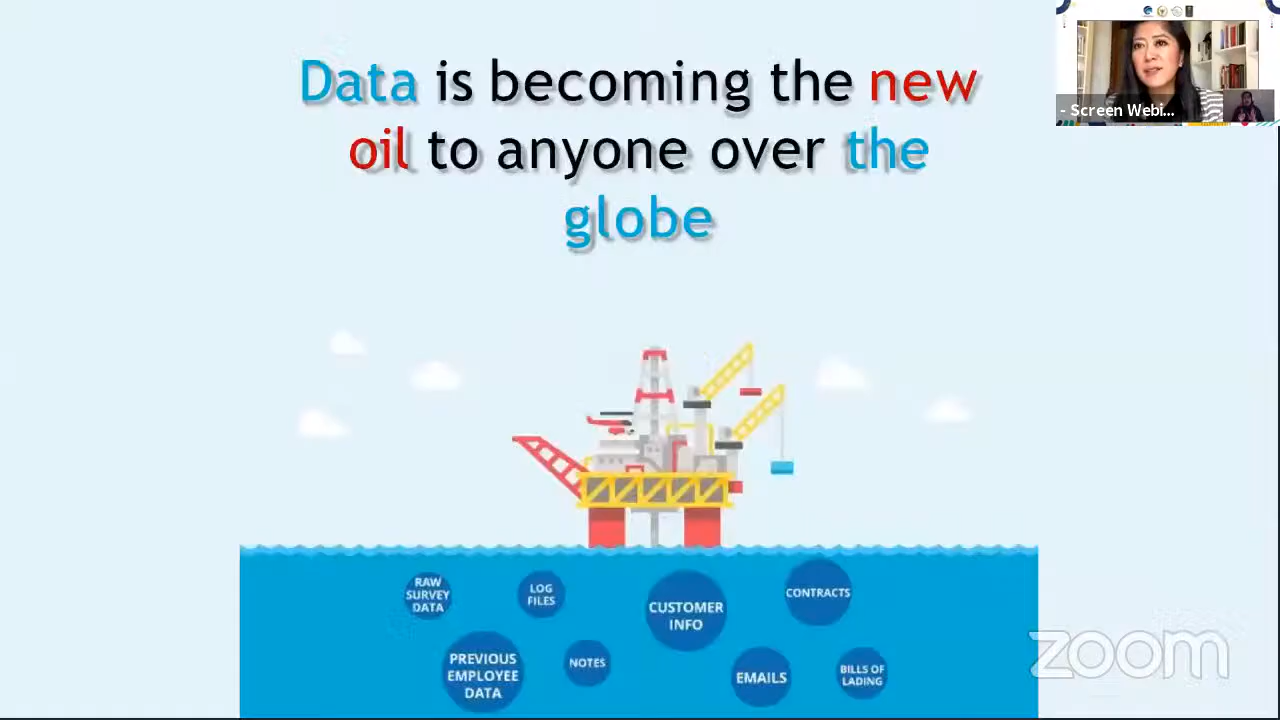 Data is becoming the new
oil to anyone over the
globe
- Screen Webi...
RAW
SURVEY
DATA
LOG
FILES
CUSTOMER
INFO
CONTRACTS
PREVIOUS
EMPLOYEE
DATA
NOTES
EMAILS
BILLS OF
LADING
zoom